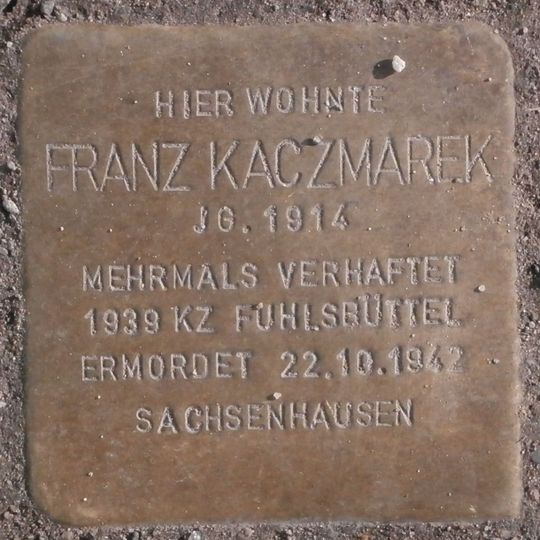 HIER WOHNTE
FRANZ KACZMAREK
JG. 1914
MEHRMALS VERHAFTET
1939 KZ FUHLSBÜTTEL
ERMORDET 22.10.1942
SACHSENHAUSEN